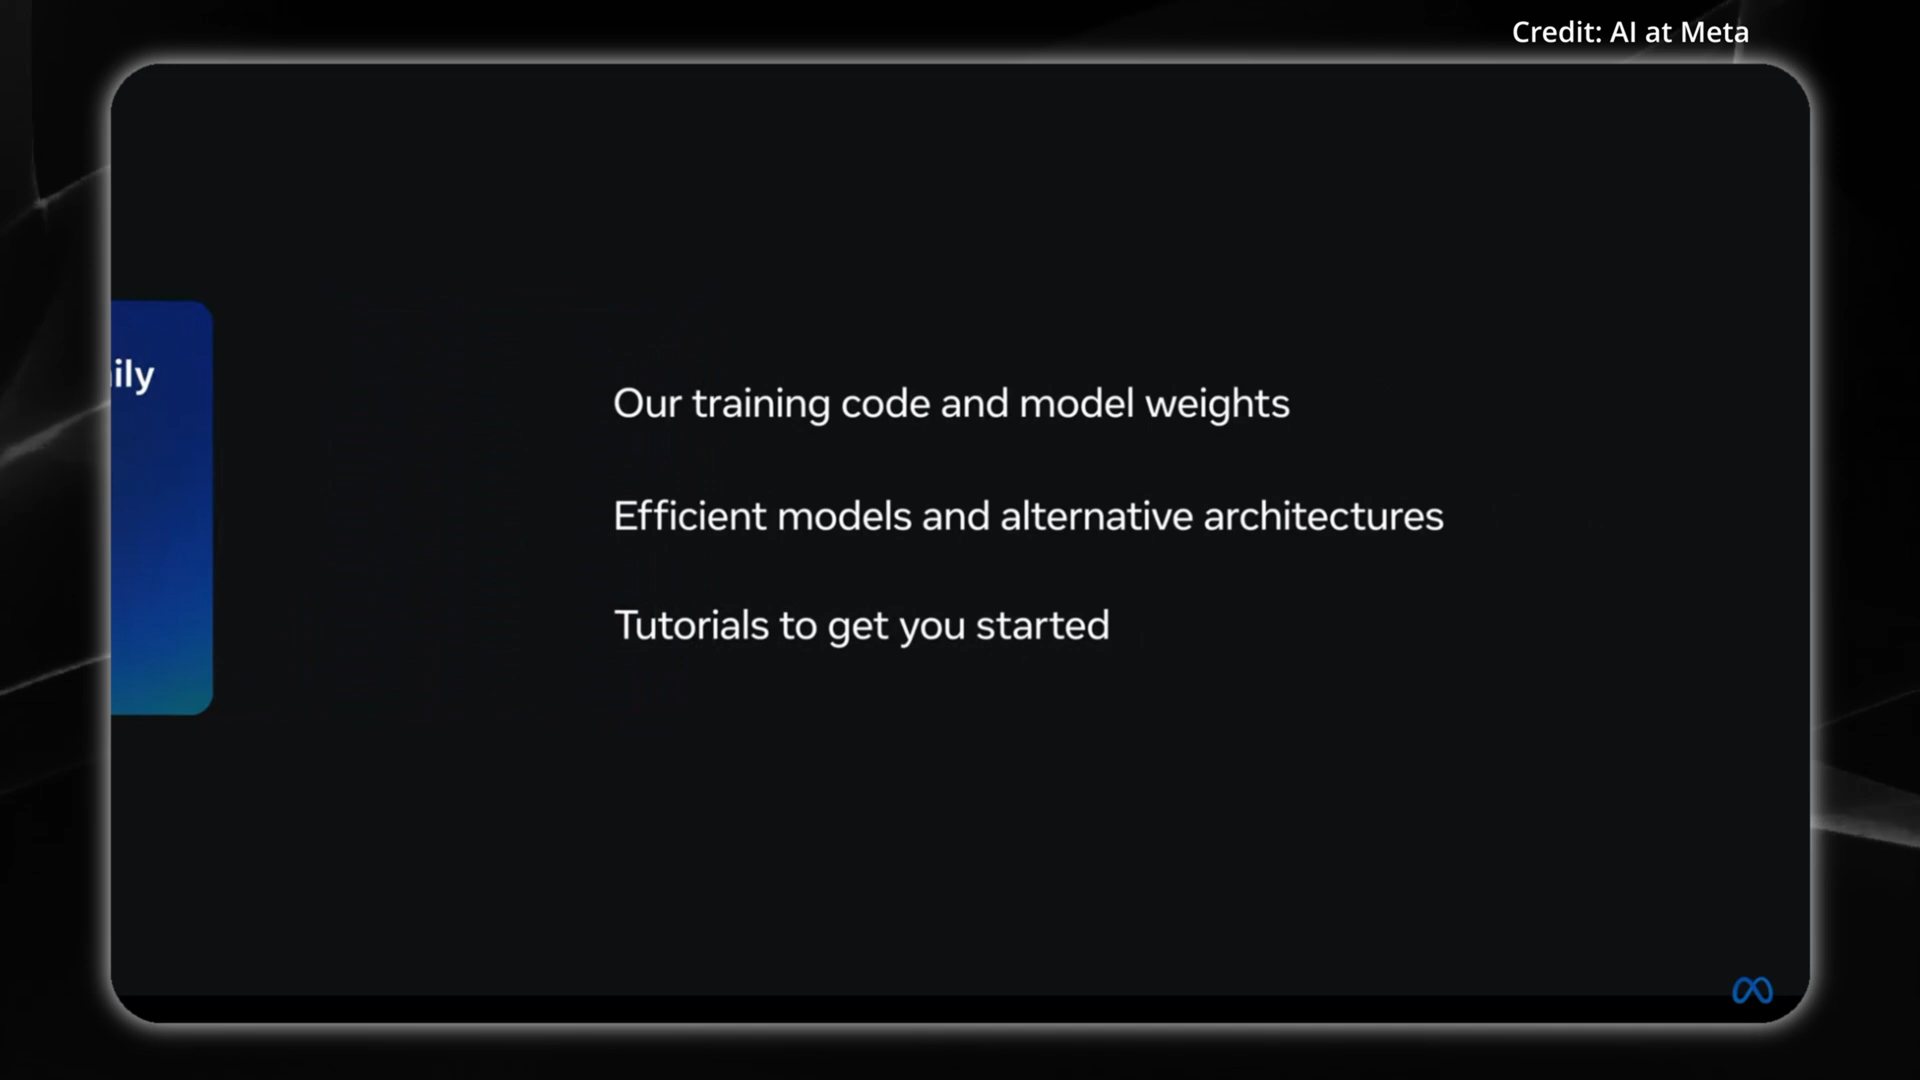 Credit: AI at Meta
ily
Our training code and model weights
Efficient models and alternative architectures
Tutorials to get you started